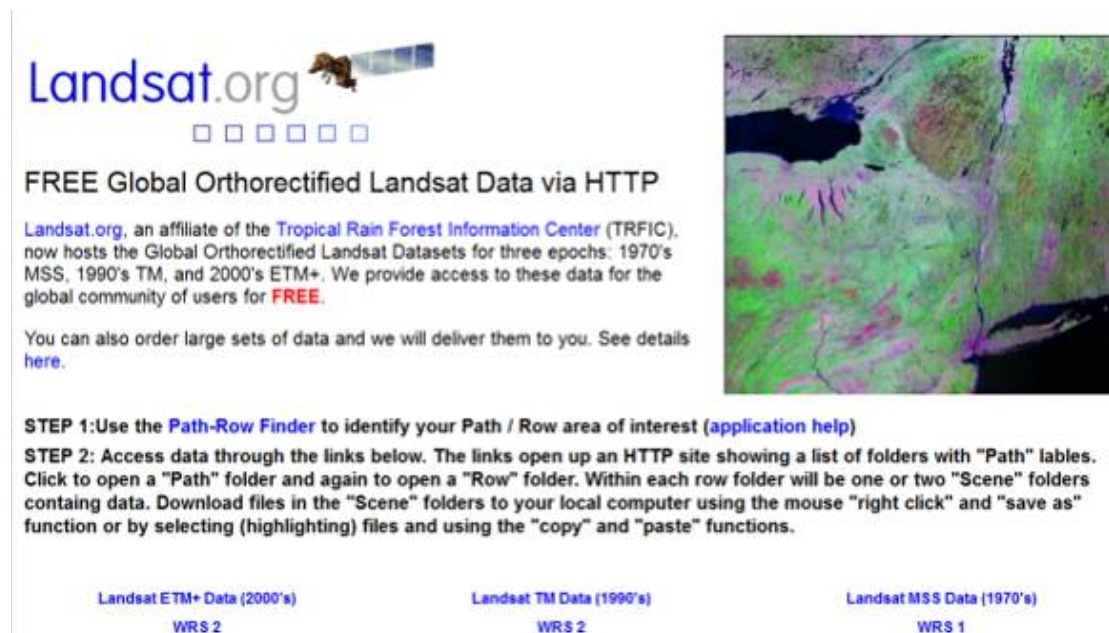 Landsat.org
FREE Global Orthorectified Landsat Data via HTTP
Landsat.org, an affiliate of the Tropical Rain Forest Information Center (TRFIC),
now hosts the Global Orthorectified Landsat Datasets for three epochs: 1970's
MSS, 1990's TM, and 2000's ETM+. We provide access to these data for the
global community of users for FREE.
You can also order large sets of data and we will deliver them to you. See details
here.
STEP 1:Use the Path-Row Finder to identify your Path / Row area of interest (application help)
STEP 2: Access data through the links below. The links open up an HTTP site showing a list of folders with "Path" lables.
Click to open a "Path" folder and again to open a "Row" folder. Within each row folder will be one or two "Scene" folders
containg data. Download files in the "Scene" folders to your local computer using the mouse "right click" and "save as"
function or by selecting (highlighting) files and using the "copy" and "paste" functions.
Landsat ETM+ Data (2000's) Landsat TM Data (1990's) Landsat MSS Data (1970's)
WRS 2 WRS 2 WRS 1